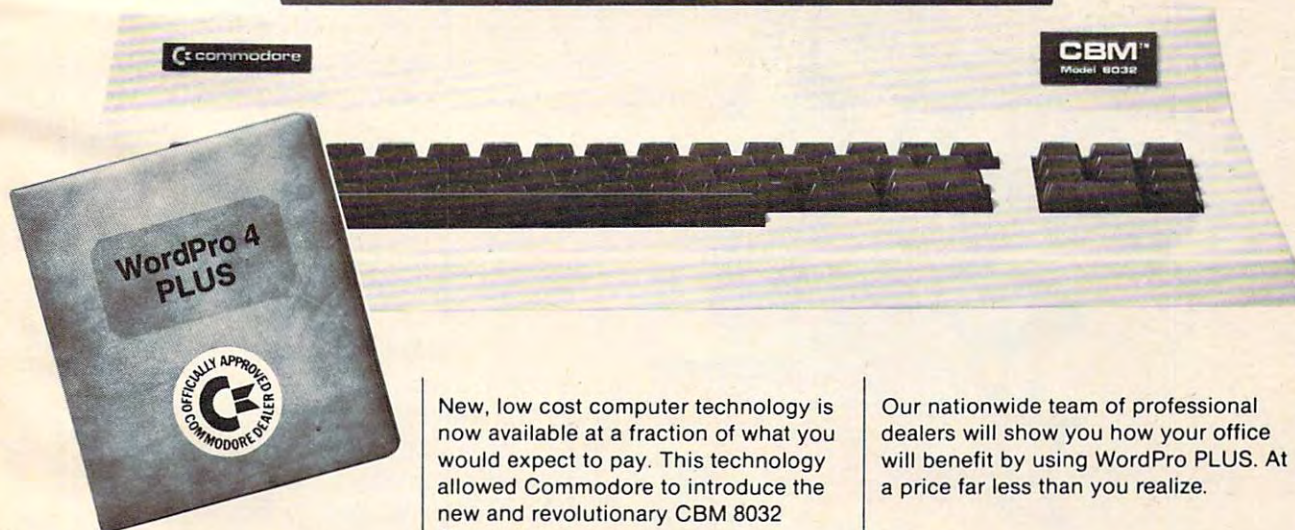 commodore
CBM™
Model 8032
WordPro 4
PLUS
OFFICIALLY APPROVED
COMMODORE DEALER
New, low cost computer technology is
now available at a fraction of what you
would expect to pay. This technology
allowed Commodore to introduce the
new and revolutionary CBM 8032
Our nationwide team of professional
dealers will show you how your office
will benefit by using WordPro PLUS. At
a price far less than you realize.